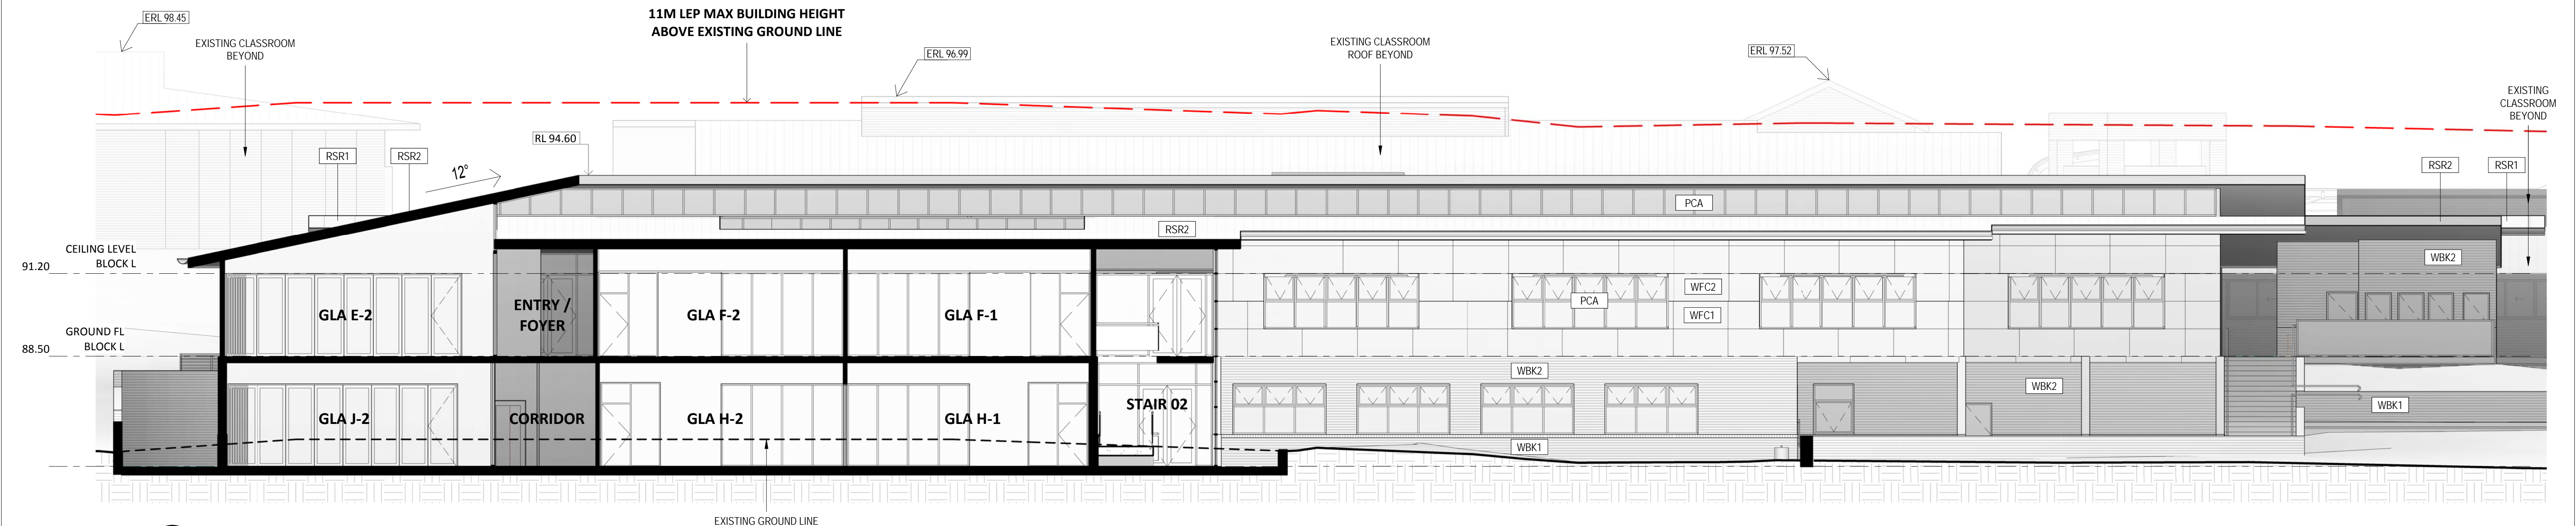 ERL 98.45
11M LEP MAX BUILDING HEIGHT
ABOVE EXISTING GROUND LINE
EXISTING CLASSROOM
BEYOND
ERL 96.99
EXISTING CLASSROOM
ROOF BEYOND
ERL 97.52
EXISTING
CLASSROOM
BEYOND
RL 94.60
RSR1
RSR2
12°
RSR2
RSR1
PCA
RSR2
CEILING LEVEL
BLOCK L
91.20
WBK2
GLA E-2
ENTRY /
FOYER
GLA F-2
GLA F-1
PCA
WFC2
WFC1
GROUND FL
BLOCK L
88.50
WBK2
WBK2
GLA J-2
CORRIDOR
GLA H-2
GLA H-1
STAIR 02
WBK1
WBK1
EXISTING GROUND LINE